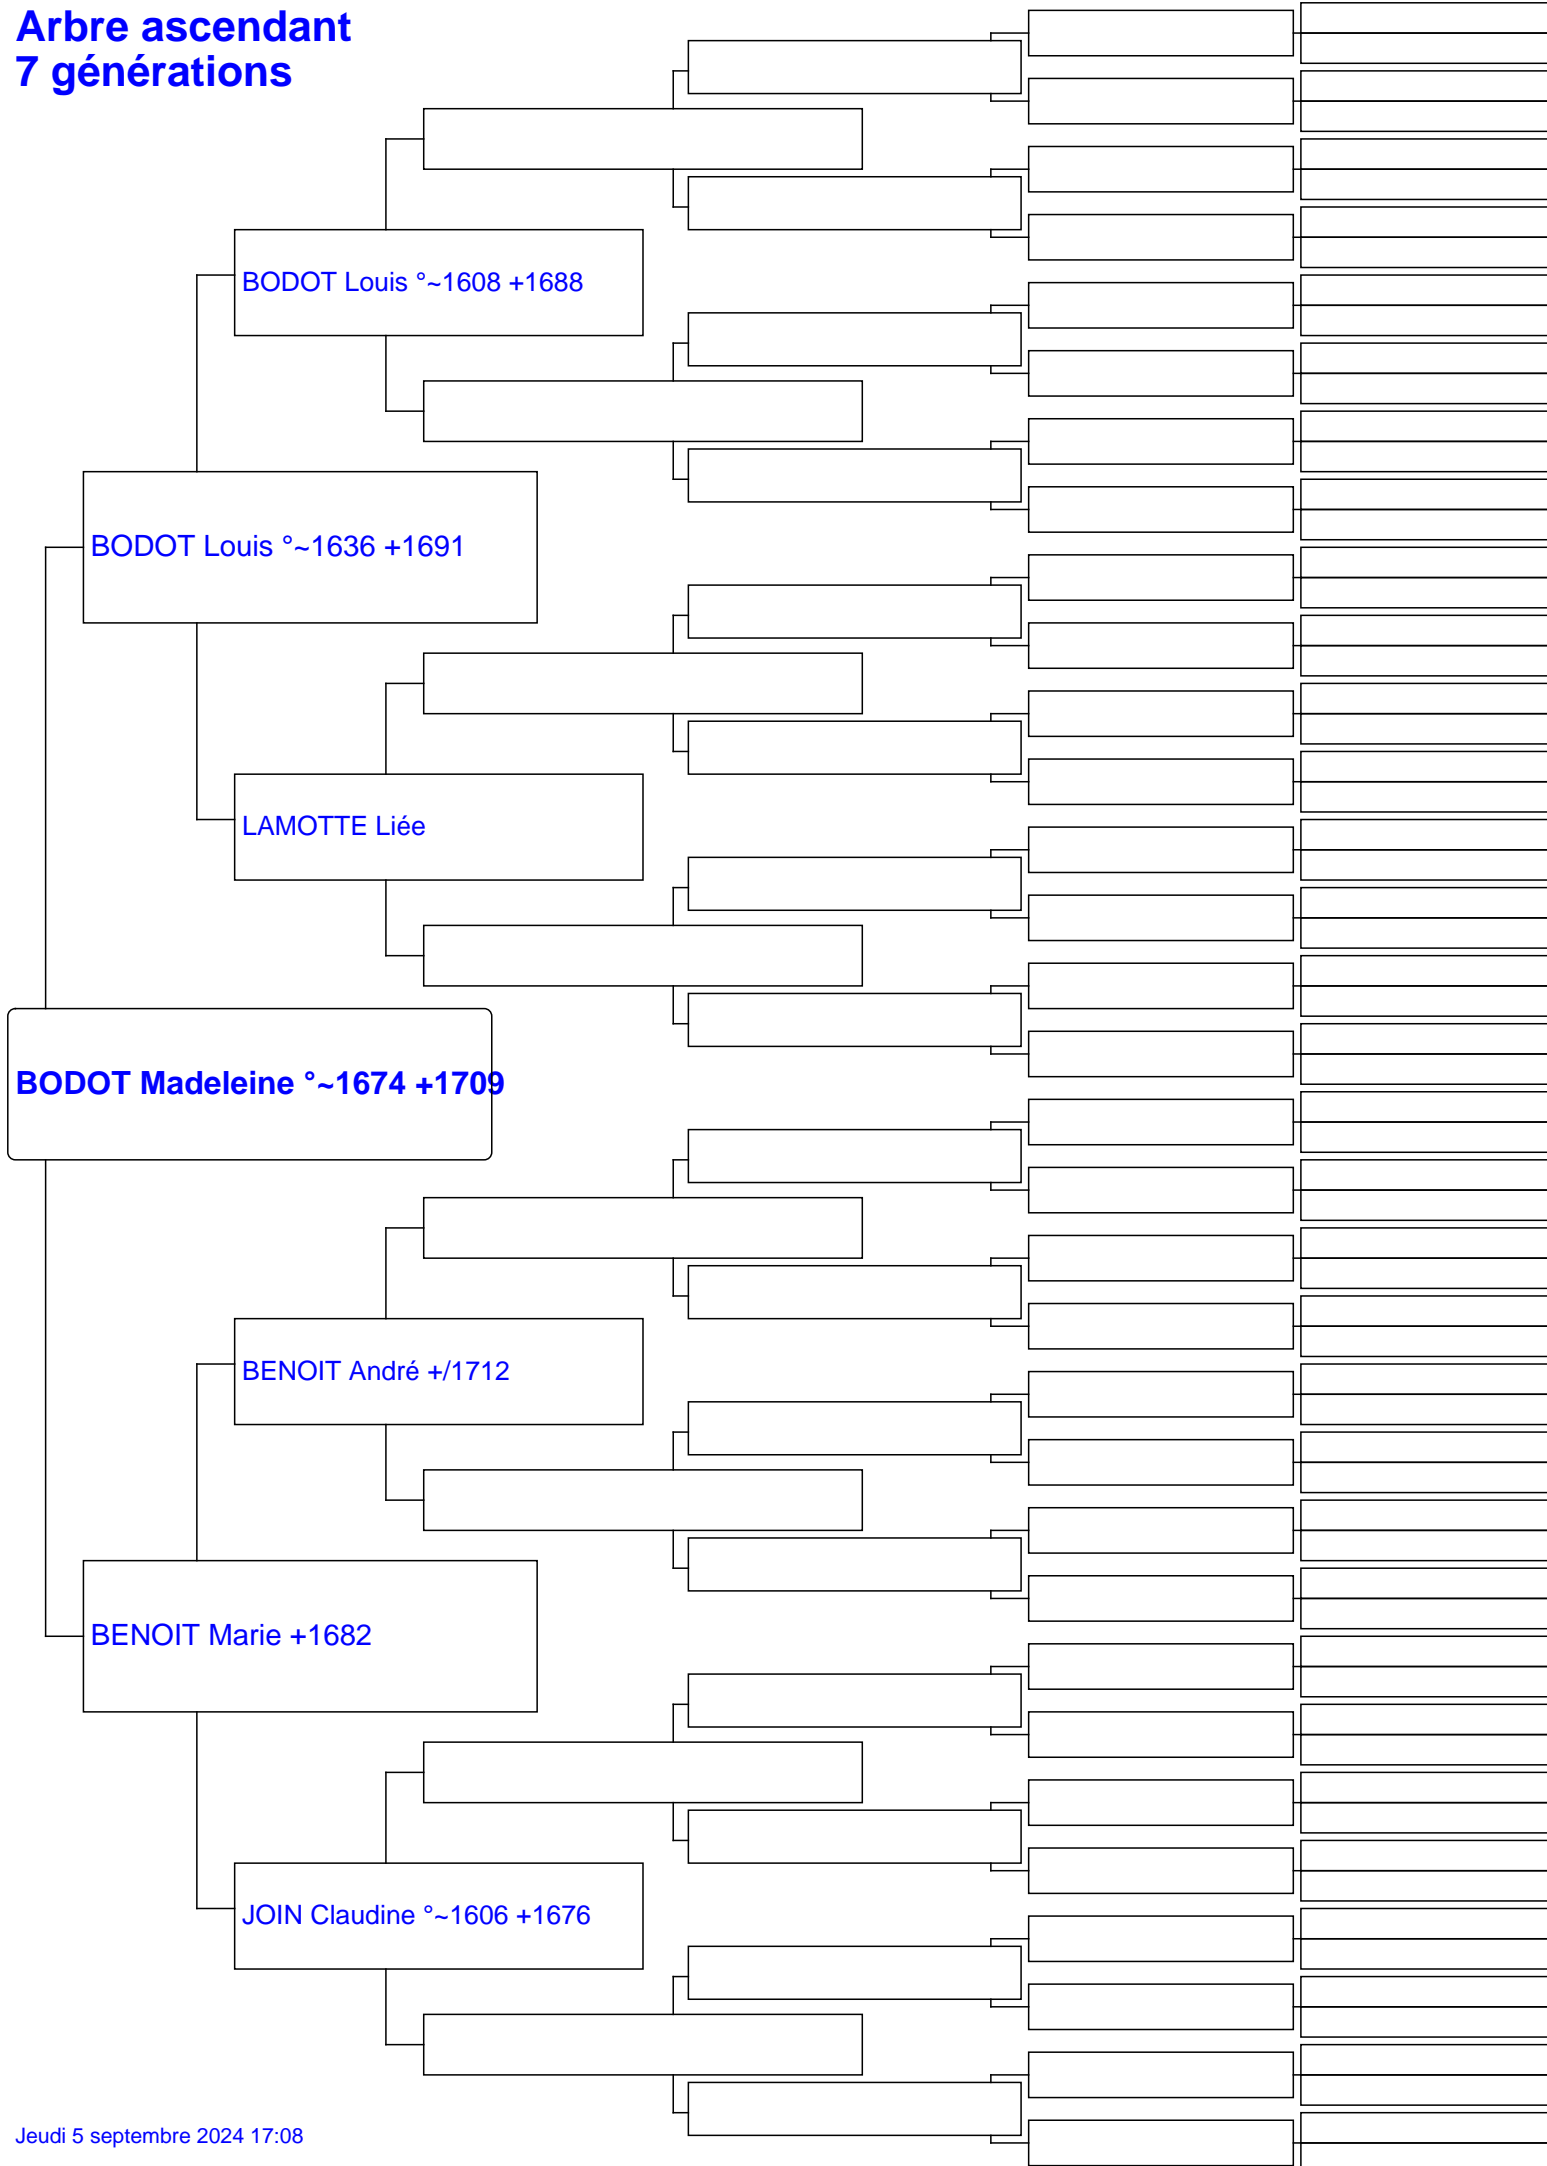 Arbre ascendant
7 générations
BODOT Louis °~1608 +1688
BODOT Louis °~1636 +1691
LAMOTTE Liée
BODOT Madeleine °~1674 +1709
BENOIT André +/1712
BENOIT Marie +1682
JOIN Claudine °~1606 +1676
Jeudi 5 septembre 2024 17:08